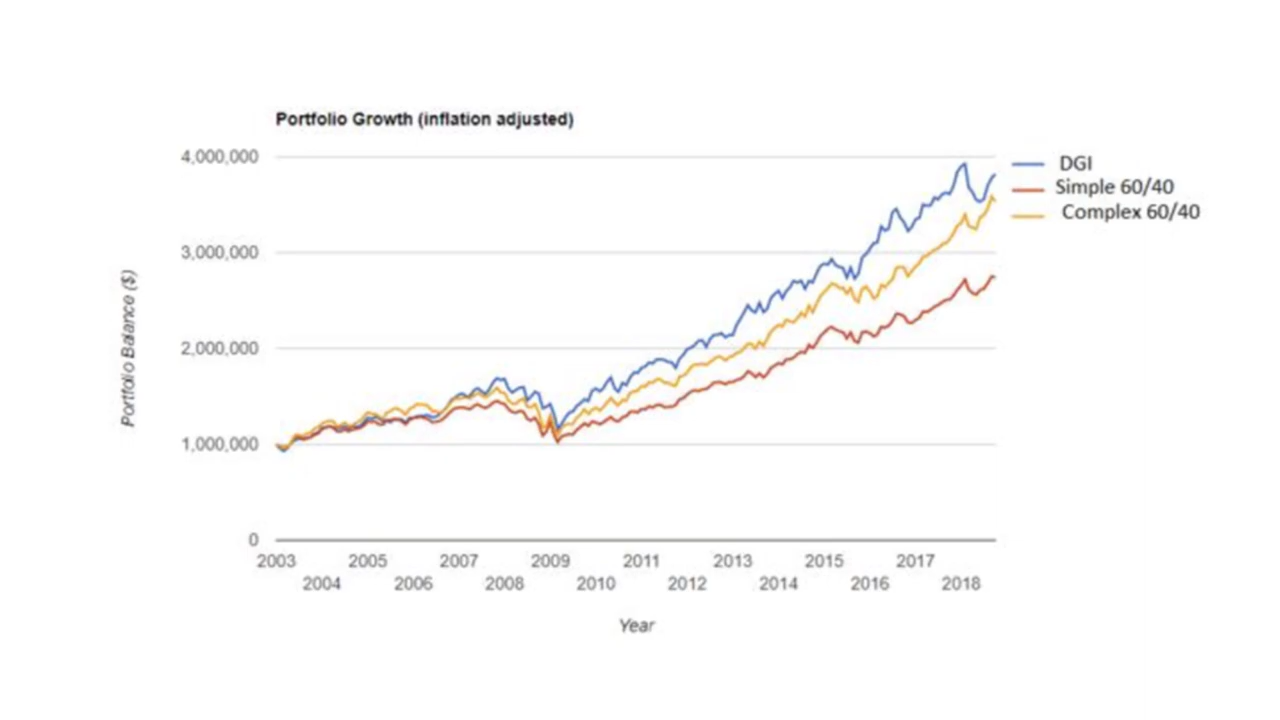 Portfolio Growth (inflation adjusted)
4,000,000
3,000,000
2,000,000
1,000,000
0
Portfolio Balance ($)
DGI
Simple 60/40
Complex 60/40
2003 2005 2007 2009 2011 2013 2015 2017
2004 2006 2008 2010 2012 2014 2016 2018
Year